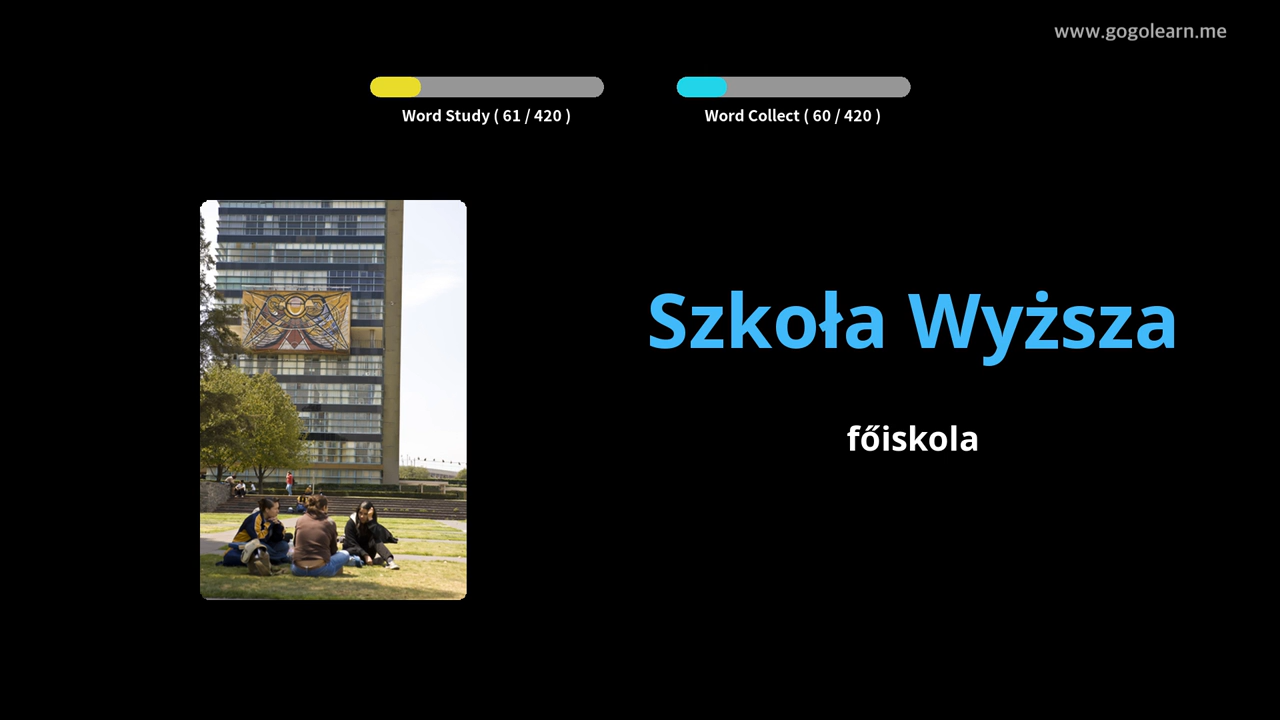 www.gogolearn.me
Word Study ( 61 / 420 )
Word Collect ( 60 / 420 )
Szkoła Wyższa
főiskola